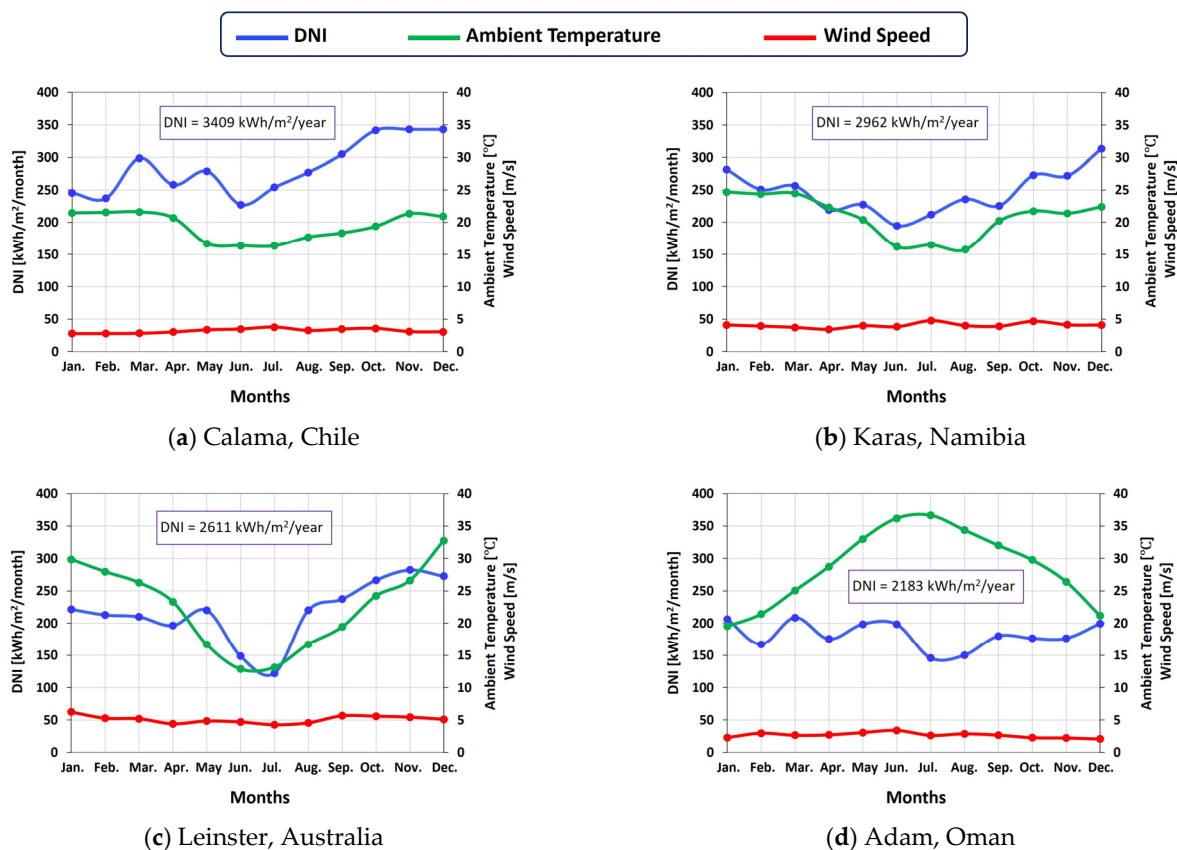 DNI Ambient Temperature Wind Speed
400
350
300
250
200
150
100
50
0
DNI [kWh/m²/month]
DNI = 3409 kWh/m²/year
40
35
30
25
20
15
10
5
0
Ambient Temperature [°C]
Wind Speed [m/s]
Jan. Feb. Mar. Apr. May Jun. Jul. Aug. Sep. Oct. Nov. Dec.
Months
(a) Calama, Chile
400
350
300
250
200
150
100
50
0
DNI [kWh/m²/month]
DNI = 2962 kWh/m²/year
40
35
30
25
20
15
10
5
0
Ambient Temperature [°C]
Wind Speed [m/s]
Jan. Feb. Mar. Apr. May Jun. Jul. Aug. Sep. Oct. Nov. Dec.
Months
(b) Karas, Namibia
400
350
300
250
200
150
100
50
0
DNI [kWh/m²/month]
DNI = 2611 kWh/m²/year
40
35
30
25
20
15
10
5
0
Ambient Temperature [°C]
Wind Speed [m/s]
Jan. Feb. Mar. Apr. May Jun. Jul. Aug. Sep. Oct. Nov. Dec.
Months
(c) Leinster, Australia
400
350
300
250
200
150
100
50
0
DNI [kWh/m²/month]
DNI = 2183 kWh/m²/year
40
35
30
25
20
15
10
5
0
Ambient Temperature [°C]
Wind Speed [m/s]
Jan. Feb. Mar. Apr. May Jun. Jul. Aug. Sep. Oct. Nov. Dec.
Months
(d) Adam, Oman